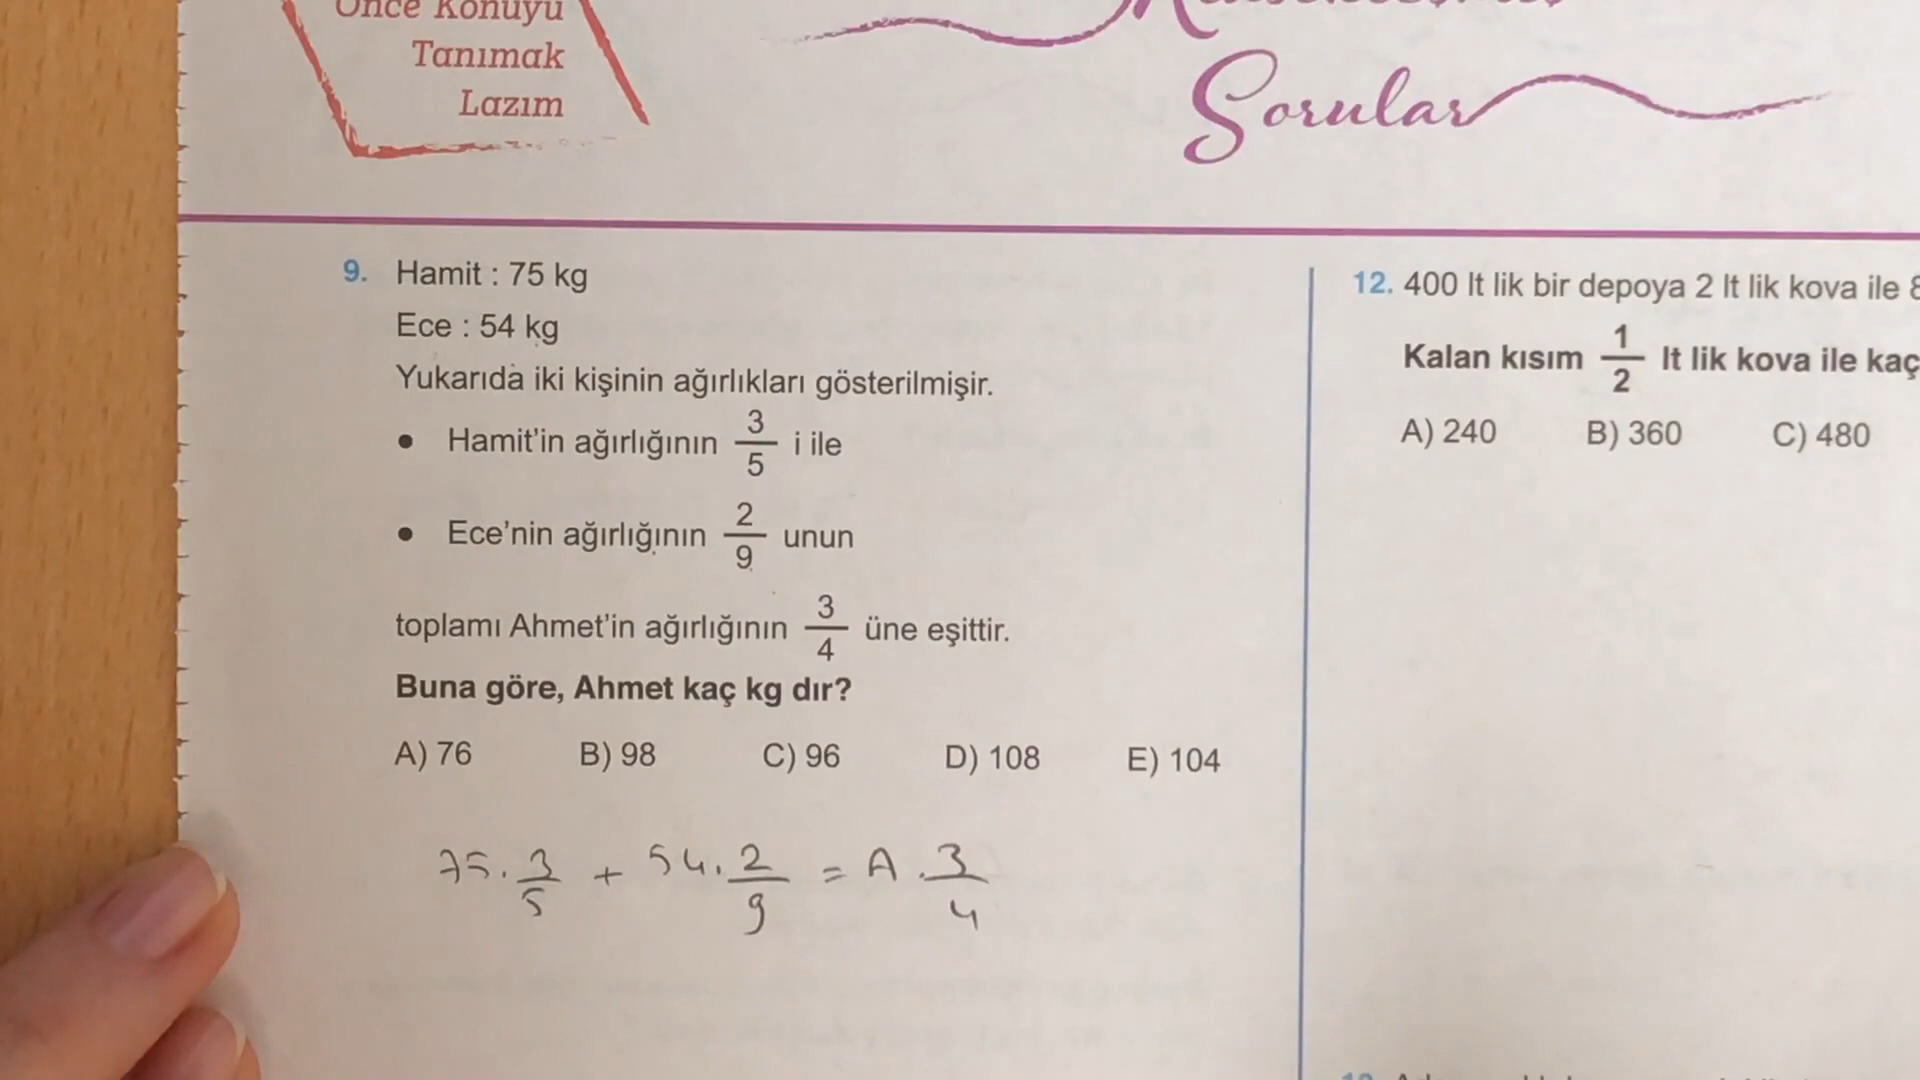 Önce Konuyu
Tanımak
Lazım
Sorular
9. Hamit : 75 kg
Ece : 54 kg
Yukarıda iki kişinin ağırlıkları gösterilmişir.
• Hamit'in ağırlığının 3/5 i ile
• Ece'nin ağırlığının 2/9 unun
toplamı Ahmet'in ağırlığının 3/4 üne eşittir.
Buna göre, Ahmet kaç kg dır?
A) 76 B) 98 C) 96 D) 108 E) 104
75 . 3/5 + 54 . 2/9 = A . 3/4
12. 400 lt lik bir depoya 2 lt lik kova ile
Kalan kısım 1/2 lt lik kova ile kaç
A) 240 B) 360 C) 480